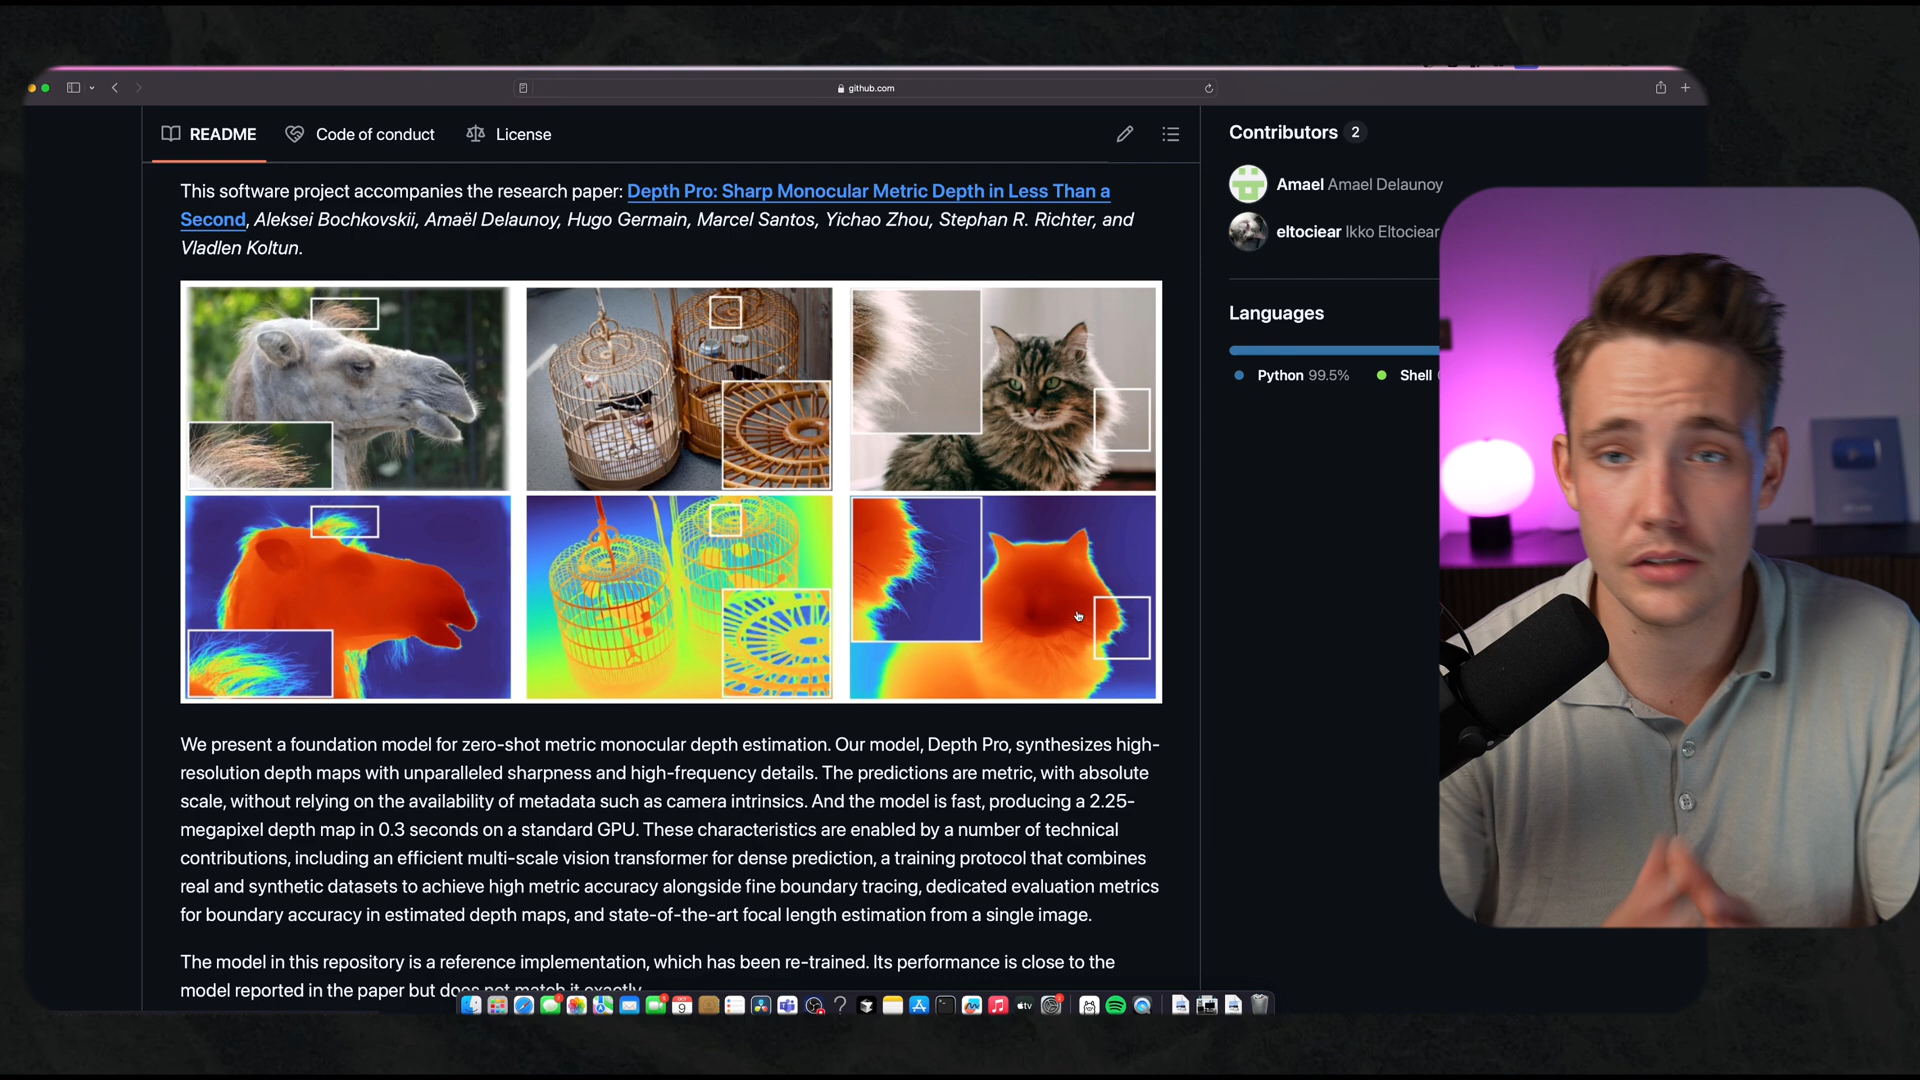 github.com
README
Code of conduct
License
This software project accompanies the research paper: Depth Pro: Sharp Monocular Metric Depth in Less Than a
Second, Aleksei Bochkovskii, Amaël Delaunoy, Hugo Germain, Marcel Santos, Yichao Zhou, Stephan R. Richter, and
Vladlen Koltun.
We present a foundation model for zero-shot metric monocular depth estimation. Our model, Depth Pro, synthesizes high-
resolution depth maps with unparalleled sharpness and high-frequency details. The predictions are metric, with absolute
scale, without relying on the availability of metadata such as camera intrinsics. And the model is fast, producing a 2.25-
megapixel depth map in 0.3 seconds on a standard GPU. These characteristics are enabled by a number of technical
contributions, including an efficient multi-scale vision transformer for dense prediction, a training protocol that combines
real and synthetic datasets to achieve high metric accuracy alongside fine boundary tracing, dedicated evaluation metrics
for boundary accuracy in estimated depth maps, and state-of-the-art focal length estimation from a single image.
The model in this repository is a reference implementation, which has been re-trained. Its performance is close to the
model reported in the paper but does not match it exactly.
Contributors 2
Amael Amael Delaunoy
eltociear Ikko Eltociear
Languages
Python 99.5%
Shell
9
tv